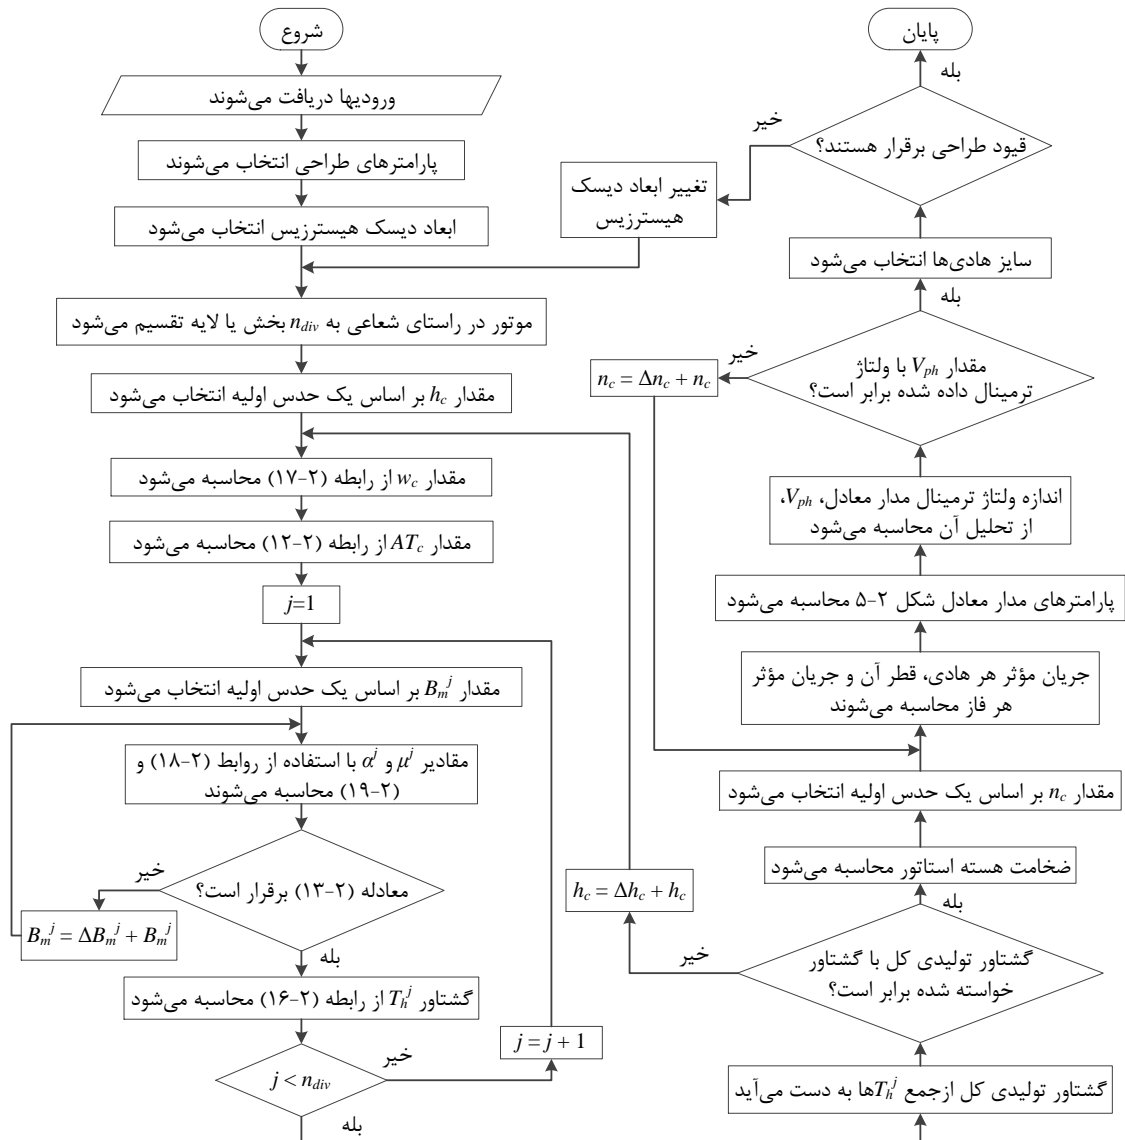 شروع
ورودیها دریافت می‌شوند
پارامترهای طراحی انتخاب می‌شوند
ابعاد دیسک هیسترزیس انتخاب می‌شود
موتور در راستای شعاعی به n_div بخش یا لایه تقسیم می‌شود
مقدار h_c بر اساس یک حدس اولیه انتخاب می‌شود
مقدار w_c از رابطه (۲-۱۷) محاسبه می‌شود
مقدار AT_c از رابطه (۲-۱۲) محاسبه می‌شود
j=1
مقدار B_m^j بر اساس یک حدس اولیه انتخاب می‌شود
مقادیر μ^j و α^j با استفاده از روابط (۲-۱۸) و
(۲-۱۹) محاسبه می‌شوند
معادله (۲-۱۳) برقرار است؟
خیر
B_m^j = ΔB_m^j + B_m^j
بله
گشتاور T_h^j از رابطه (۲-۱۶) محاسبه می‌شود
j < n_div
خیر
j = j + 1
بله
گشتاور تولیدی کل ازجمع T_h^jها به دست می‌آید
گشتاور تولیدی کل با گشتاور
خواسته شده برابر است؟
خیر
h_c = Δh_c + h_c
بله
ضخامت هسته استاتور محاسبه می‌شود
مقدار n_c بر اساس یک حدس اولیه انتخاب می‌شود
جریان مؤثر هر هادی، قطر آن و جریان مؤثر
هر فاز محاسبه می‌شوند
پارامترهای مدار معادل شکل ۲-۵ محاسبه می‌شود
اندازه ولتاژ ترمینال مدار معادل، V_ph،
از تحلیل آن محاسبه می‌شود
مقدار V_ph با ولتاژ
ترمینال داده شده برابر است؟
خیر
n_c = Δn_c + n_c
بله
سایز هادی‌ها انتخاب می‌شود
قیود طراحی برقرار هستند؟
خیر
تغییر ابعاد دیسک
هیسترزیس
بله
پایان